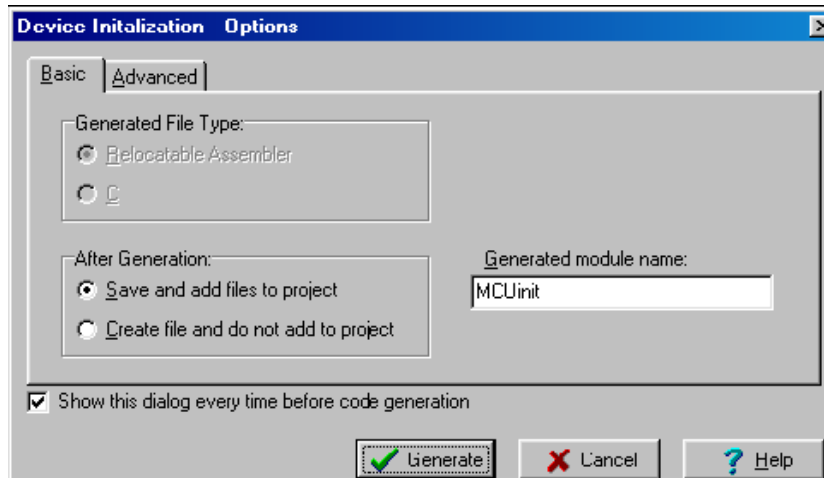 Device Initalization Options
Basic
Advanced
Generated File Type:
Relocatable Assembler
C
After Generation:
Save and add files to project
Create file and do not add to project
Generated module name:
MCUinit
Show this dialog every time before code generation
Generate
Cancel
Help